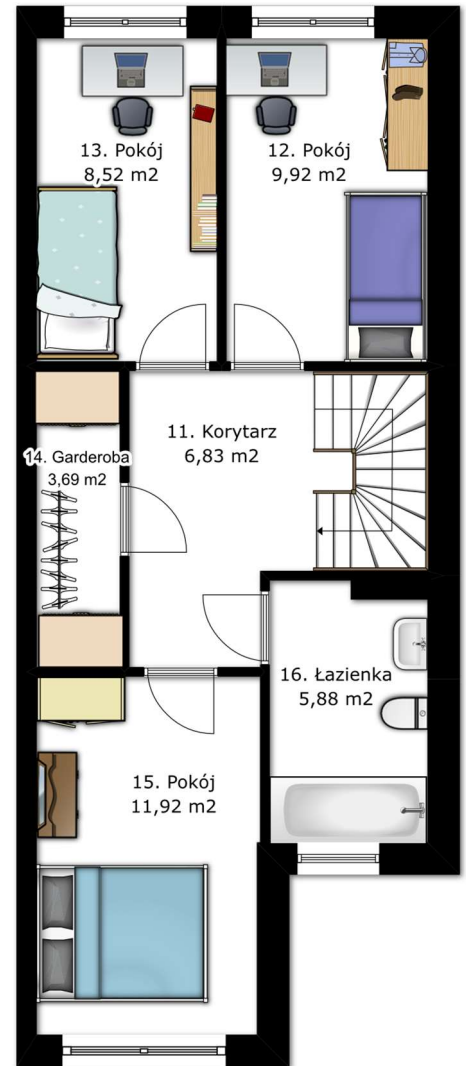 13. Pokój
8,52 m2
12. Pokój
9,92 m2
11. Korytarz
6,83 m2
14. Garderoba
3,69 m2
16. Łazienka
5,88 m2
15. Pokój
11,92 m2